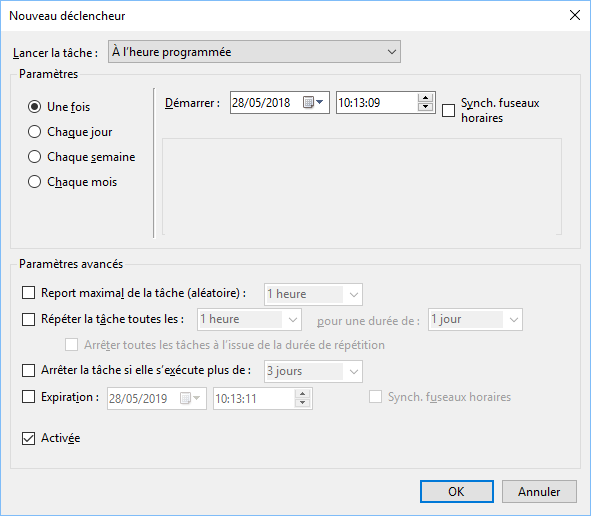 Nouveau déclencheur
Lancer la tâche : À l'heure programmée
Paramètres
Une fois
Chaque jour
Chaque semaine
Chaque mois
Démarrer : 28/05/2018 10:13:09
Synch. fuseaux
horaires
Paramètres avancés
Report maximal de la tâche (aléatoire) : 1 heure
Répéter la tâche toutes les : 1 heure pour une durée de : 1 jour
Arrêter toutes les tâches à l'issue de la durée de répétition
Arrêter la tâche si elle s'exécute plus de : 3 jours
Expiration : 28/05/2019 10:13:11 Synch. fuseaux horaires
Activée
OK Annuler